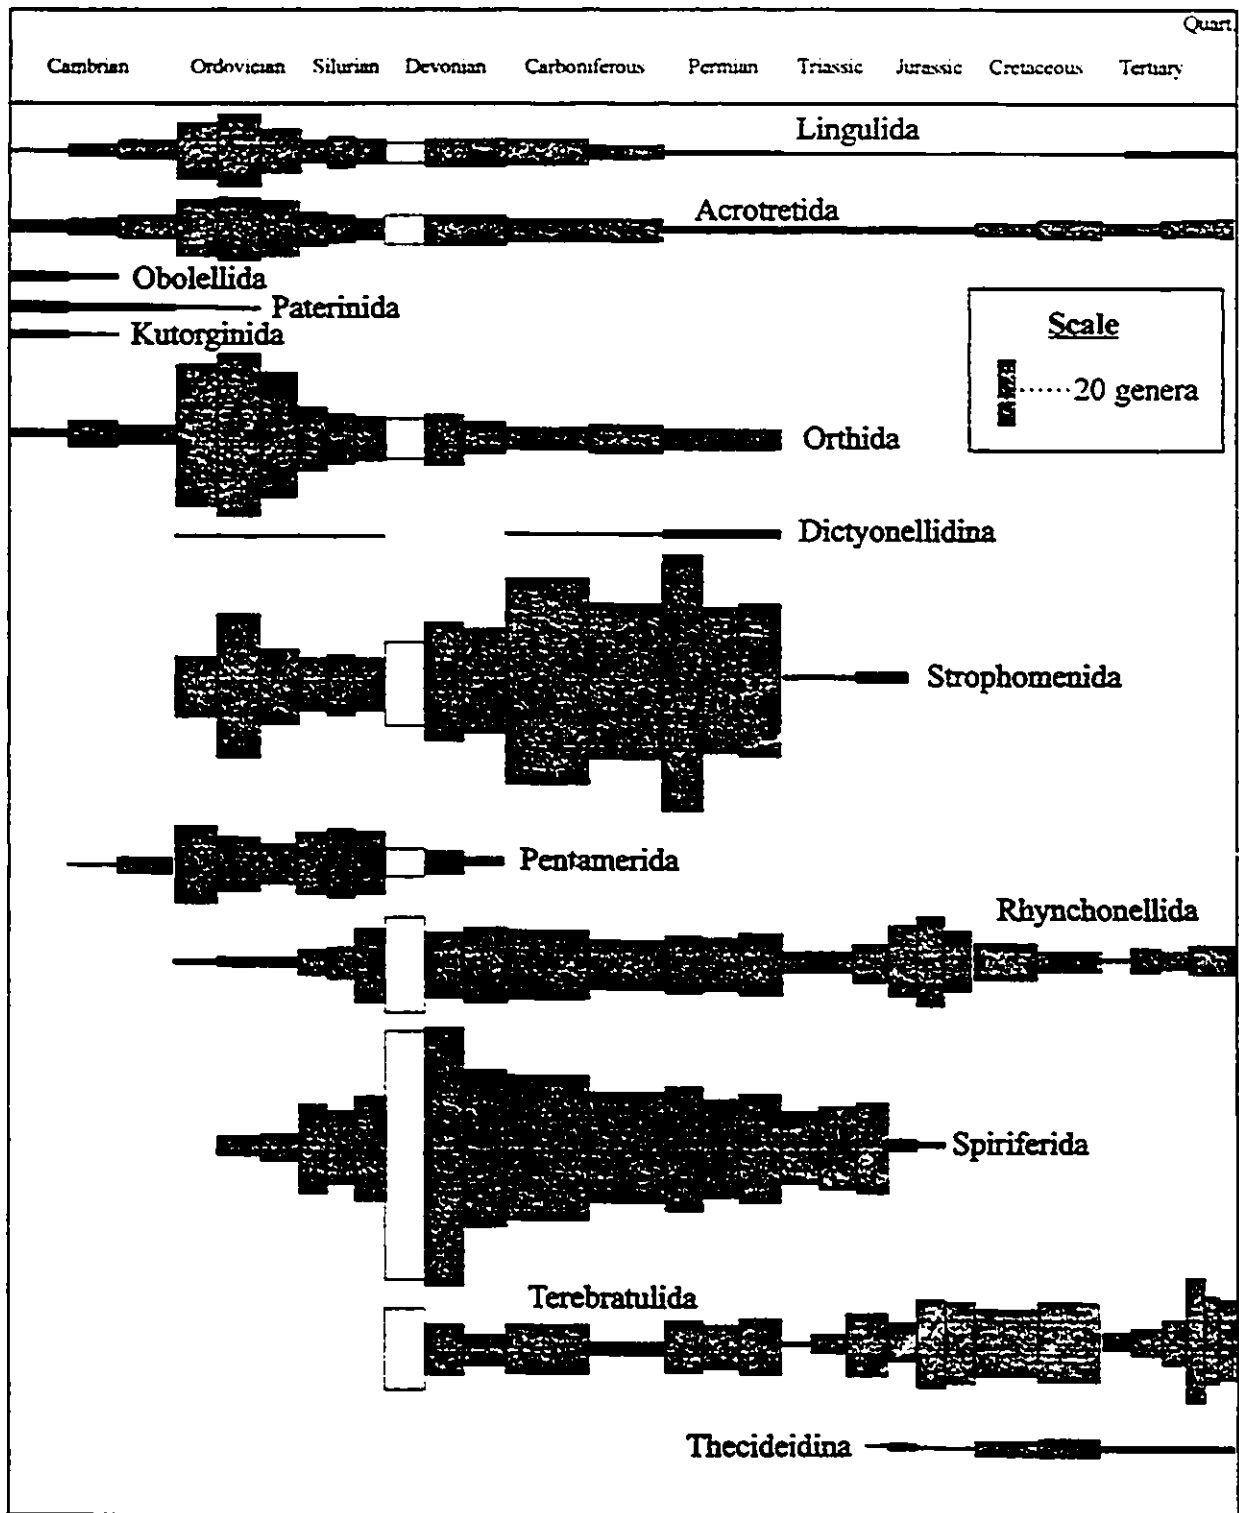 Quart.
Cambrian Ordovician Silurian Devonian Carboniferous Permian Triassic Jurassic Cretaceous Tertiary
Lingulida
Acrotretida
Obolellida
Paterinida
Kutorginida
Scale
20 genera
Orthida
Dictyonellidina
Strophomenida
Pentamerida
Rhynchonellida
Spiriferida
Terebratulida
Thecideidina